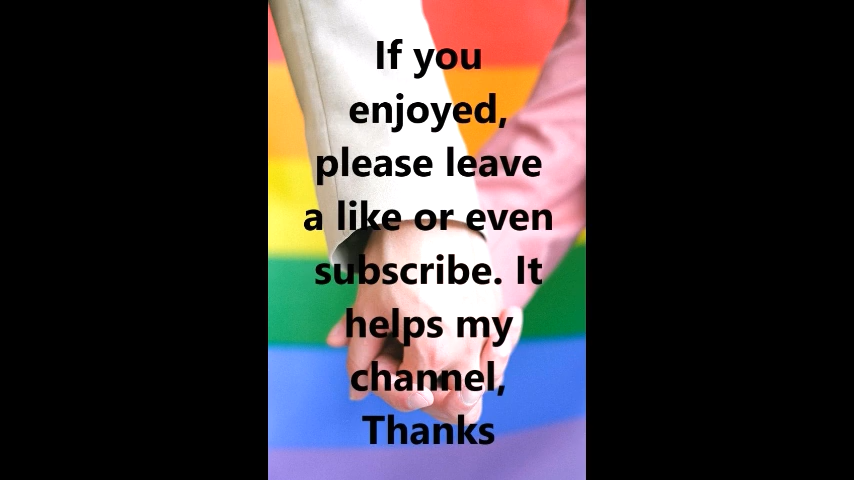 If you
enjoyed,
please leave
a like or even
subscribe. It
helps my
channel,
Thanks